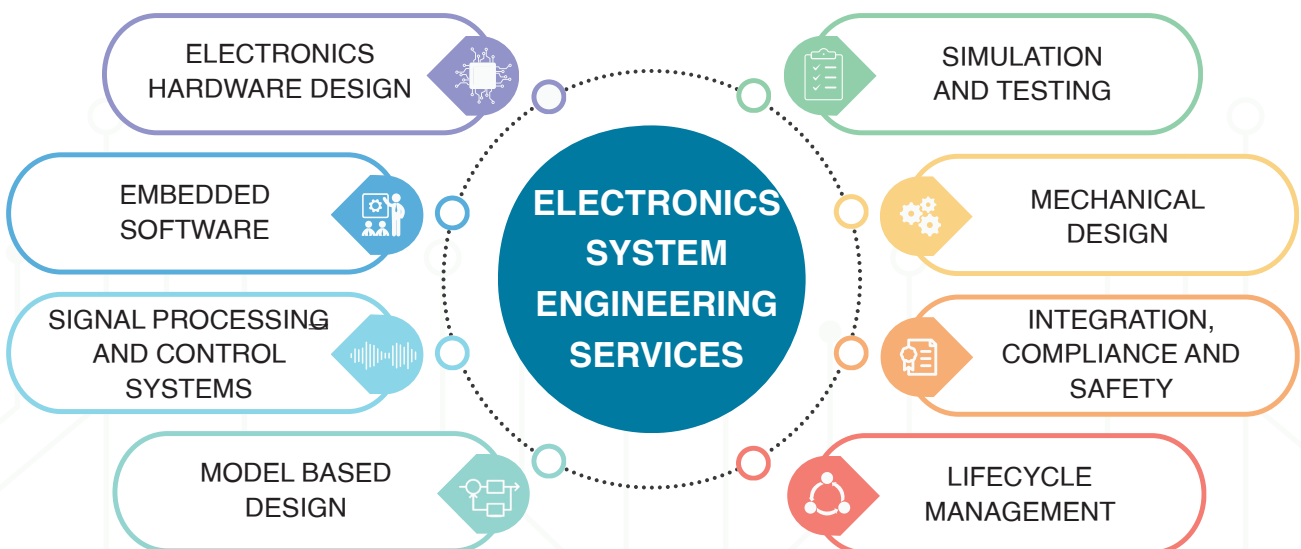 ELECTRONICS
HARDWARE DESIGN
EMBEDDED
SOFTWARE
SIGNAL PROCESSING
AND CONTROL
SYSTEMS
MODEL BASED
DESIGN
ELECTRONICS
SYSTEM
ENGINEERING
SERVICES
SIMULATION
AND TESTING
MECHANICAL
DESIGN
INTEGRATION,
COMPLIANCE AND
SAFETY
LIFECYCLE
MANAGEMENT